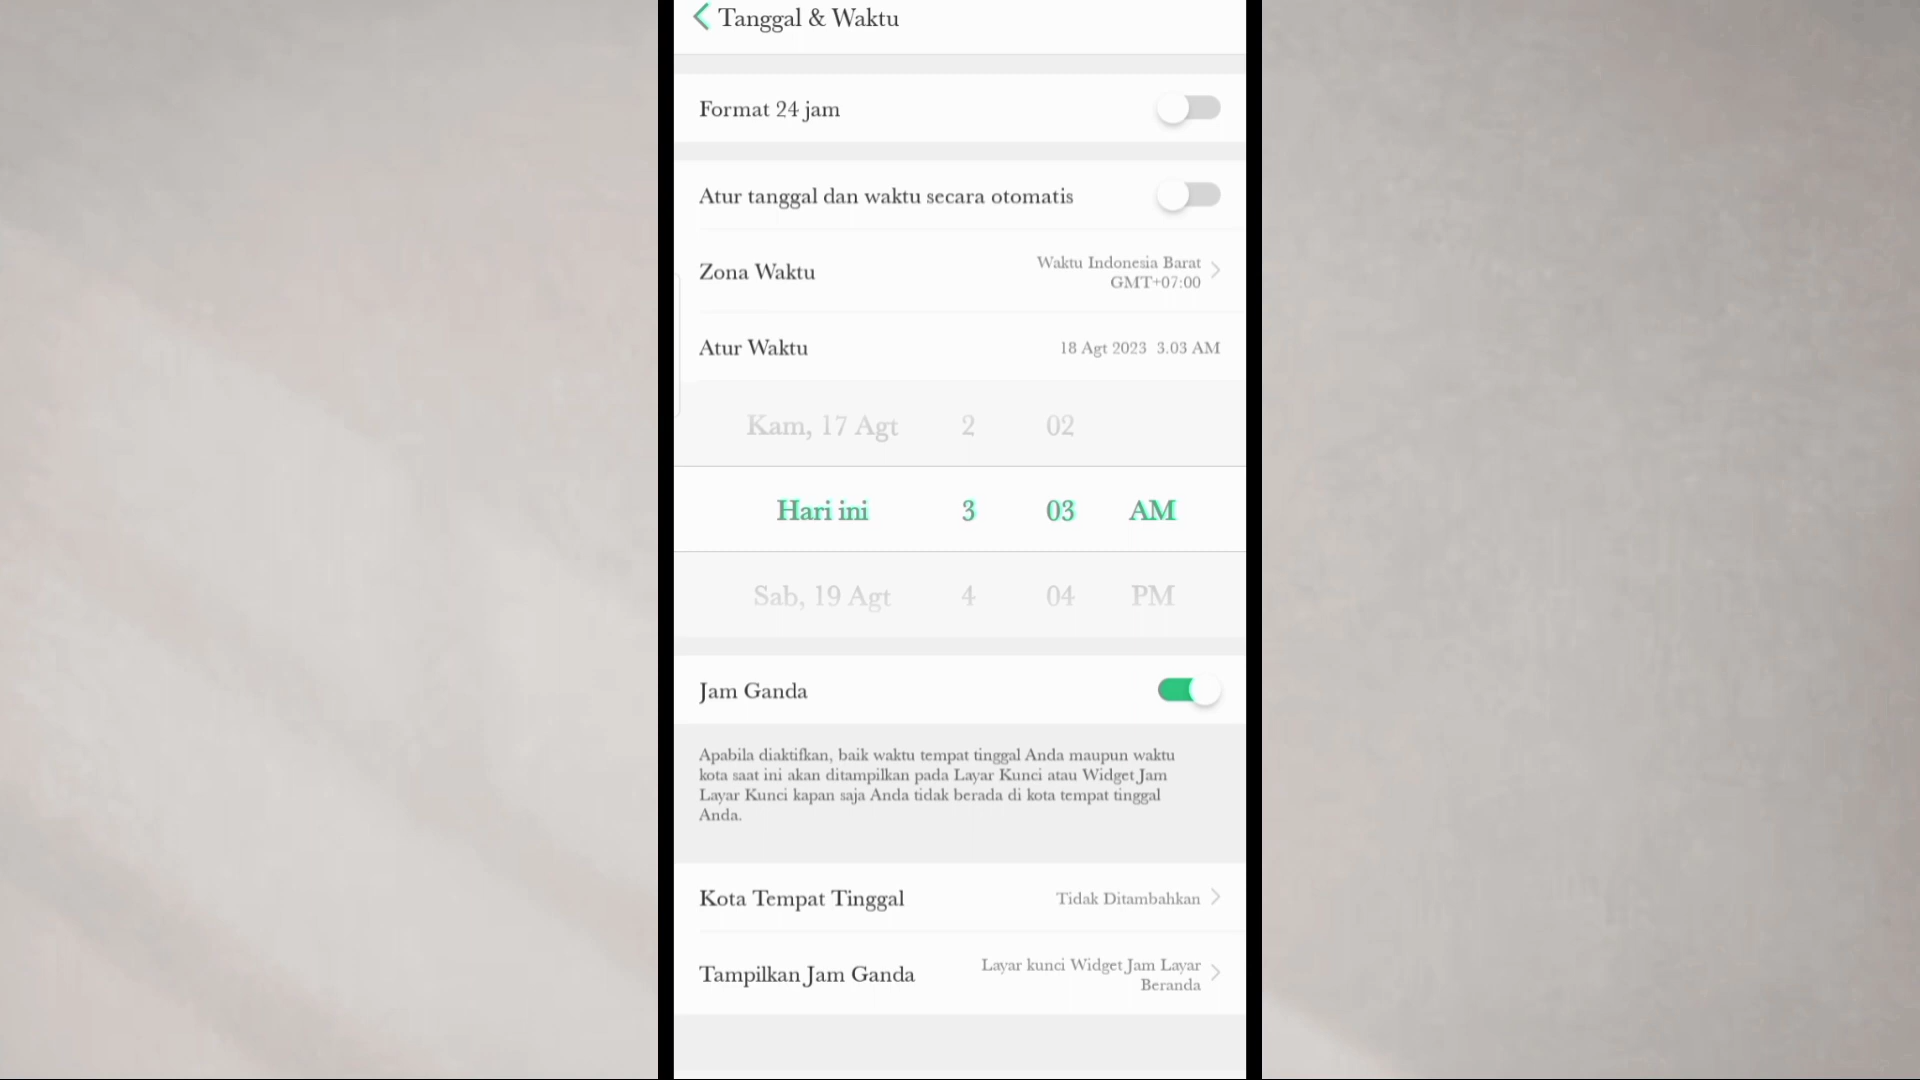 Tanggal & Waktu
Format 24 jam
Atur tanggal dan waktu secara otomatis
Zona Waktu
Waktu Indonesia Barat
GMT+07:00
Atur Waktu
18 Agt 2023 3.03 AM
Kam, 17 Agt 2 02
Hari ini 3 03 AM
Sab, 19 Agt 4 04 PM
Jam Ganda
Apabila diaktifkan, baik waktu tempat tinggal Anda maupun waktu
kota saat ini akan ditampilkan pada Layar Kunci atau Widget Jam
Layar Kunci kapan saja Anda tidak berada di kota tempat tinggal
Anda.
Kota Tempat Tinggal
Tidak Ditambahkan
Tampilkan Jam Ganda
Layar kunci Widget Jam Layar
Beranda